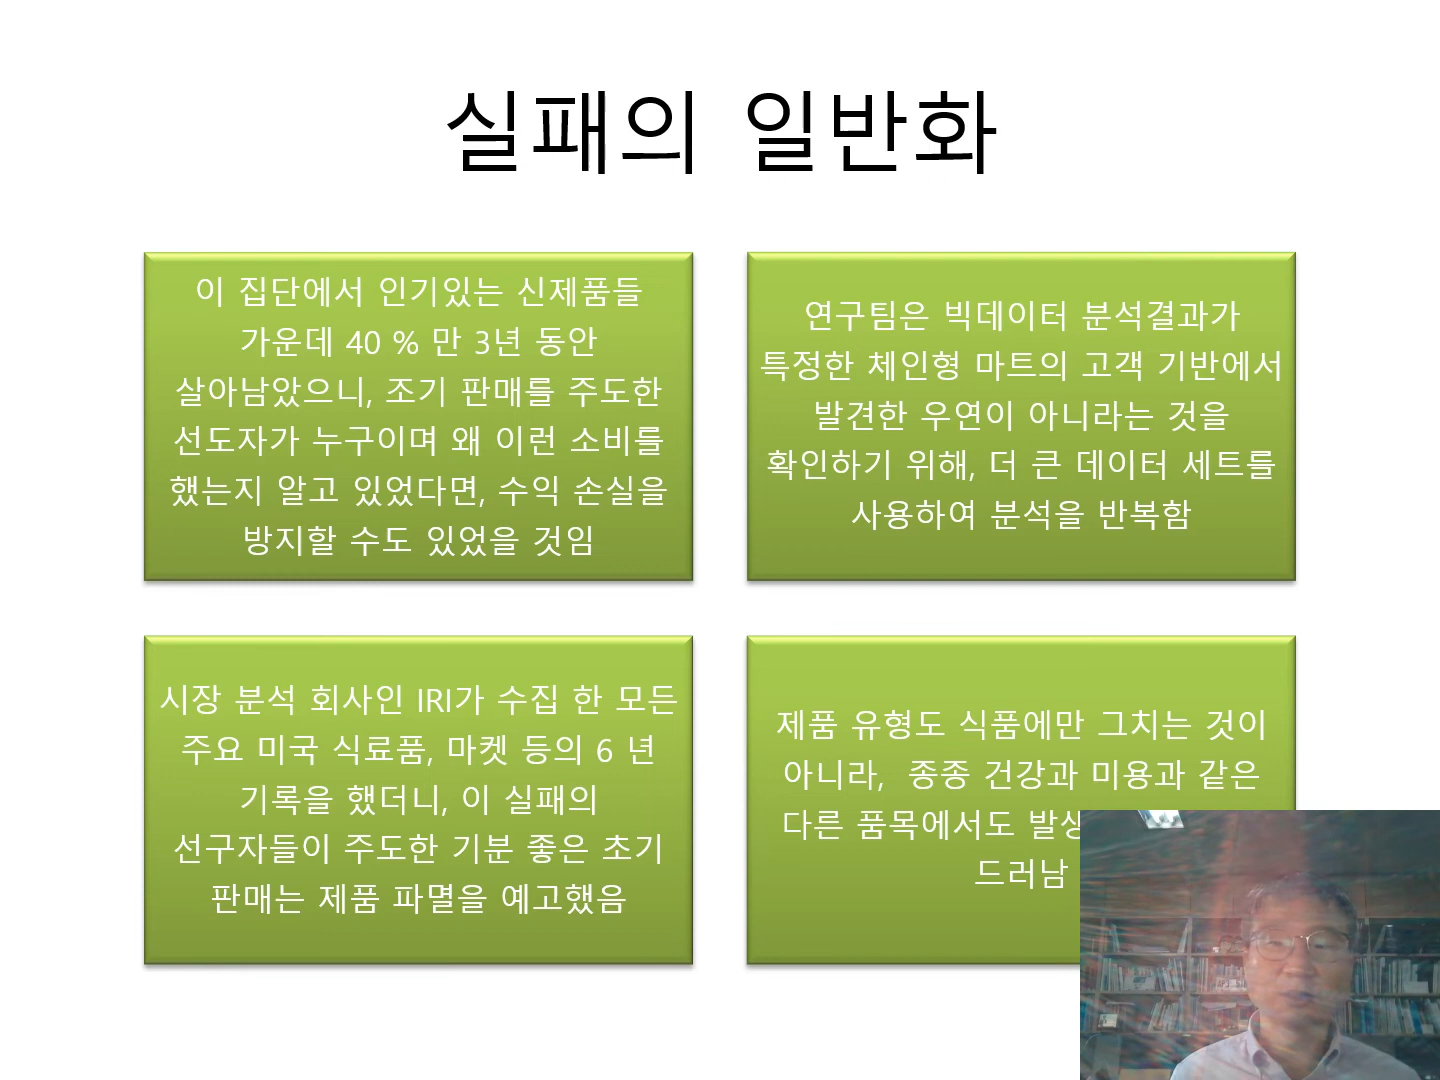 실패의 일반화
이 집단에서 인기있는 신제품들
가운데 40 % 만 3년 동안
살아남았으니, 조기 판매를 주도한
선도자가 누구이며 왜 이런 소비를
했는지 알고 있었다면, 수익 손실을
방지할 수도 있었을 것임
연구팀은 빅데이터 분석결과가
특정한 체인형 마트의 고객 기반에서
발견한 우연이 아니라는 것을
확인하기 위해, 더 큰 데이터 세트를
사용하여 분석을 반복함
시장 분석 회사인 IRI가 수집 한 모든
주요 미국 식료품, 마켓 등의 6 년
기록을 했더니, 이 실패의
선구자들이 주도한 기분 좋은 초기
판매는 제품 파멸을 예고했음
제품 유형도 식품에만 그치는 것이
아니라, 종종 건강과 미용과 같은
다른 품목에서도
드러남